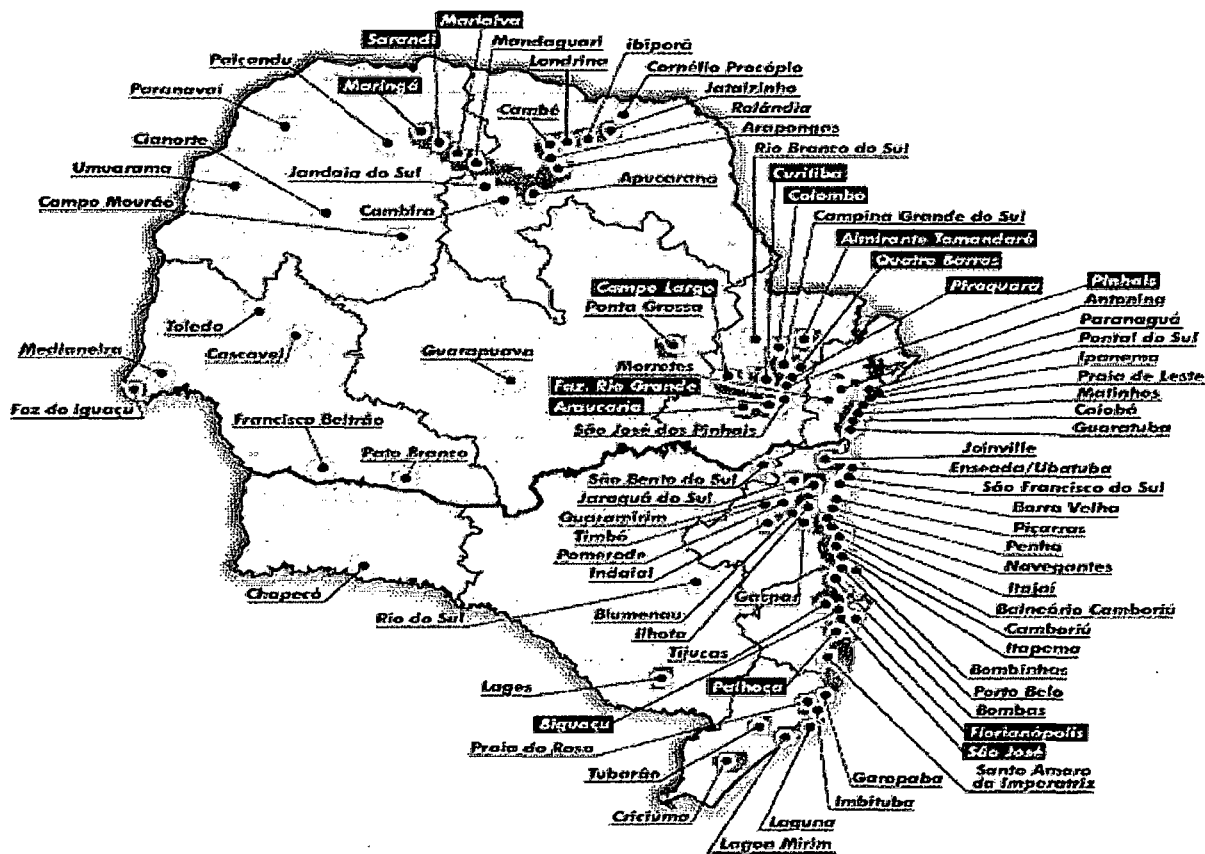 Marialva
Sarandi
Mandaguari
Paiçandu
Londrina
ibiporã
Cornélio Procópio
Maringá
Jataizinho
Paranavaí
Cambé
Rolândia
Cianorte
Arapongas
Rio Branco do Sul
Umuarama
Jandaia do Sul
Apucarana
Curitiba
Colombo
Campo Mourão
Cambira
Campina Grande do Sul
Almirante Tamandaré
Quatro Barras
Campo Largo
Piraquara
Pinhais
Ponta Grossa
Antonina
Toledo
Paranaguá
Medianeira
Cascavel
Guarapuava
Pontal do Sul
Ipanema
Morretes
Praia de Leste
Faz. Rio Grande
Matinhos
Foz do Iguaçu
Araucaria
Caiobá
Francisco Beltrão
São José dos Pinhais
Guaratuba
Pato Branco
Joinville
São Bento do Sul
Enseada/Ubatuba
Jaraguá do Sul
São Francisco do Sul
Guaramirim
Barra Velha
Timbó
Piçarras
Pomerode
Penha
Indaial
Navegantes
Chapecó
Gaspar
Itajaí
Rio do Sul
Blumenau
Balneário Camboriú
Ilhota
Camboriú
Tijucas
Itapema
Bombinhas
Lages
Palhoça
Porto Belo
Bombas
Biguaçu
Florianópolis
Praia do Rosa
São José
Tubarão
Garopaba
Santo Amaro
da Imperatriz
Imbituba
Criciúma
Laguna
Lagoa Mirim